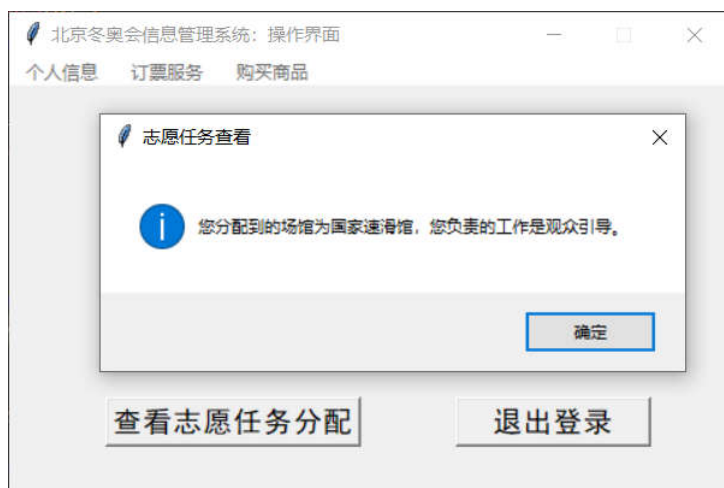 北京冬奥会信息管理系统：操作界面
个人信息 订票服务 购买商品
志愿任务查看
您分配到的场馆为国家速滑馆，您负责的工作是观众引导。
确定
查看志愿任务分配 退出登录